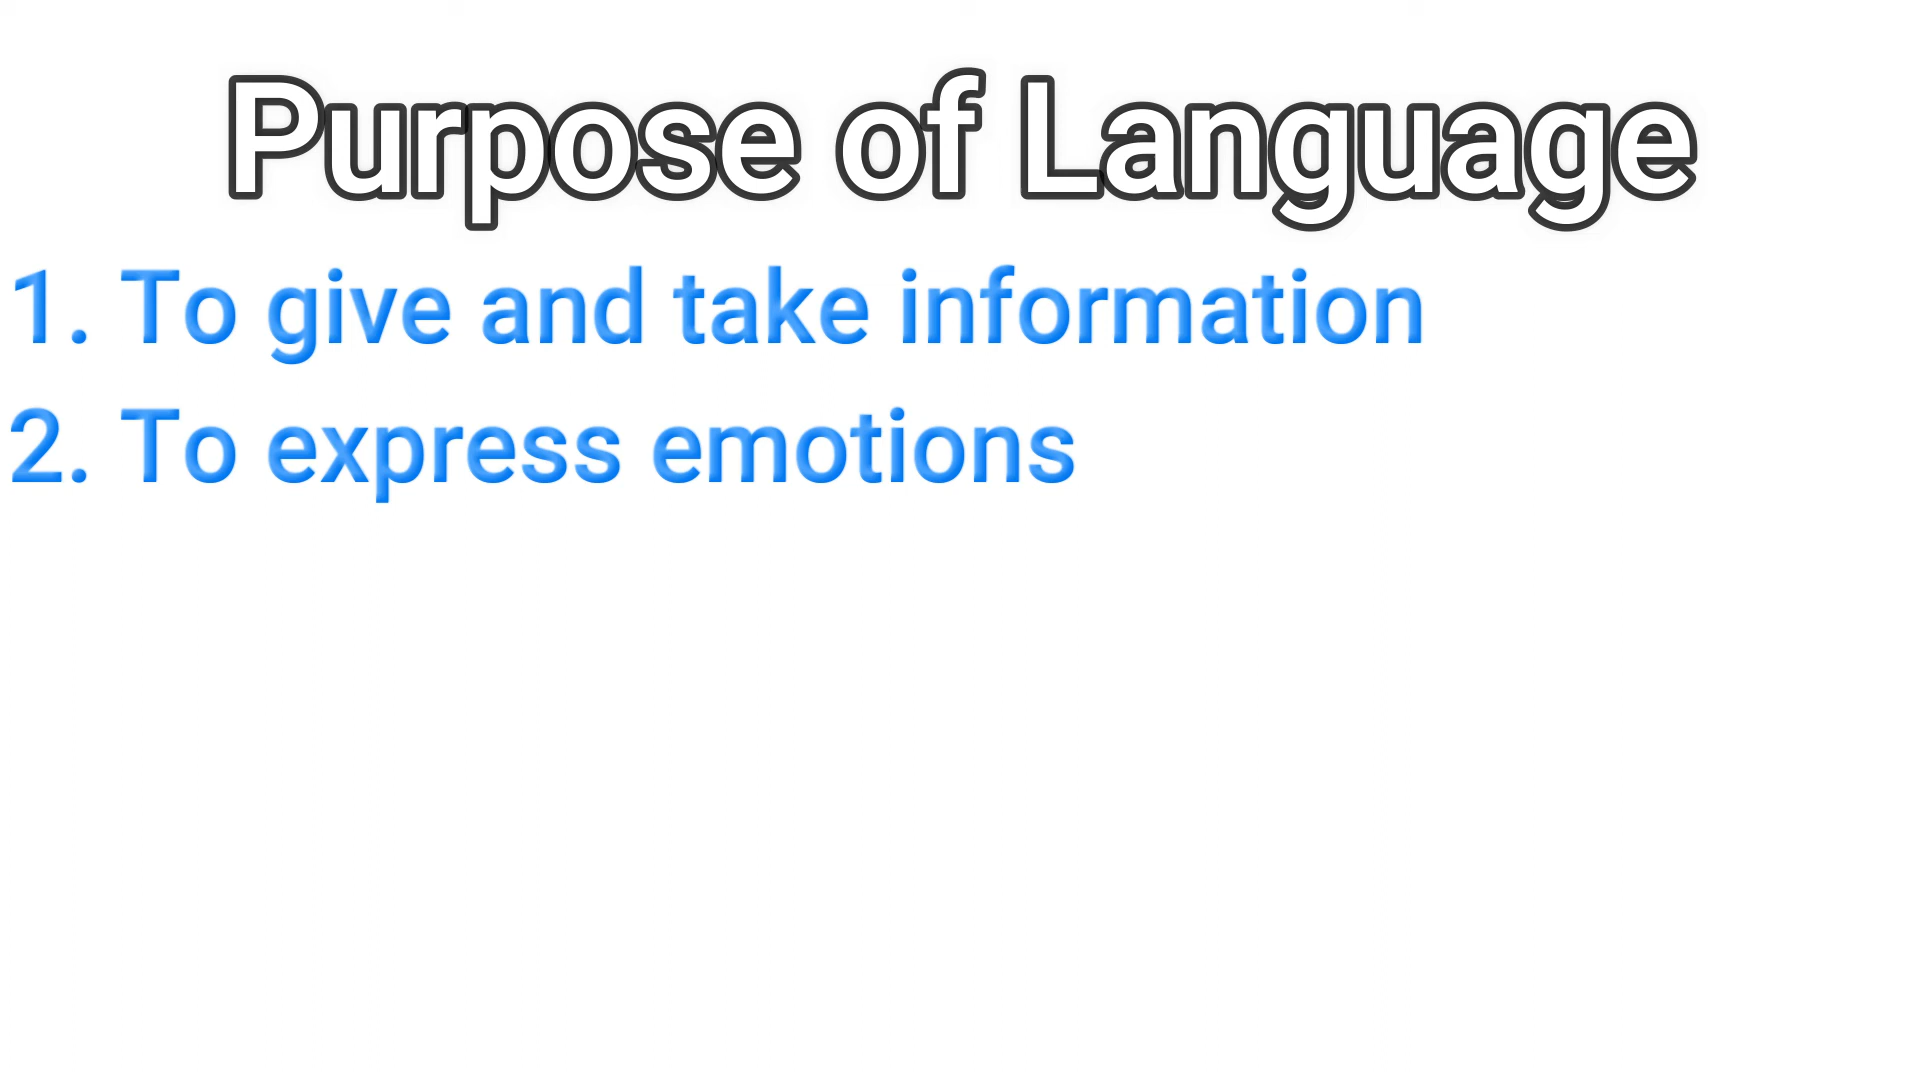 Purpose of Language
1. To give and take information
2. To express emotions